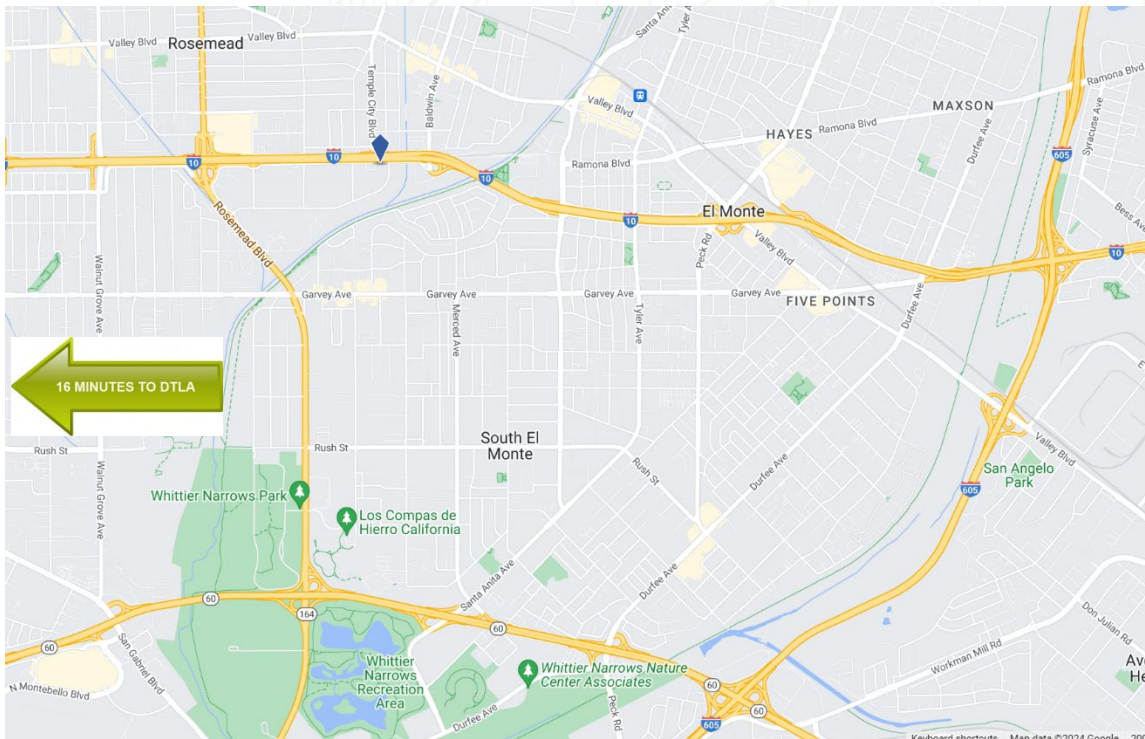 Rosemead
Valley Blvd
Valley Blvd
Temple City Blvd
Baldwin Ave
Santa Anita
Tyler Ave
Valley Blvd
Ramona Blvd
MAXSON
HAYES
Ramona Blvd
Durfee Ave
Syracuse Ave
605
10
10
10
Ramona Blvd
10
El Monte
Peck Rd
Valley Blvd
Bess Ave
10
Rosemead Blvd
Walnut Grove Ave
Garvey Ave
Garvey Ave
Merced Ave
Garvey Ave
Tyler Ave
Garvey Ave
FIVE POINTS
Durfee Ave
16 MINUTES TO DTLA
Rush St
Rush St
South El
Monte
Rush St
Valley Blvd
San Angelo
Park
605
Walnut Grove Ave
Whittier Narrows Park
Los Compas de
Hierro California
Santa Anita Ave
Durfee Ave
60
164
60
60
San Gabriel Blvd
N Montebello Blvd
Whittier
Narrows
Recreation
Area
Whittier Narrows Nature
Center Associates
Durfee Ave
Peck Rd
60
60
605
Workman Mill Rd
Don Julian Rd
Keyboard shortcuts Map data ©2024 Google